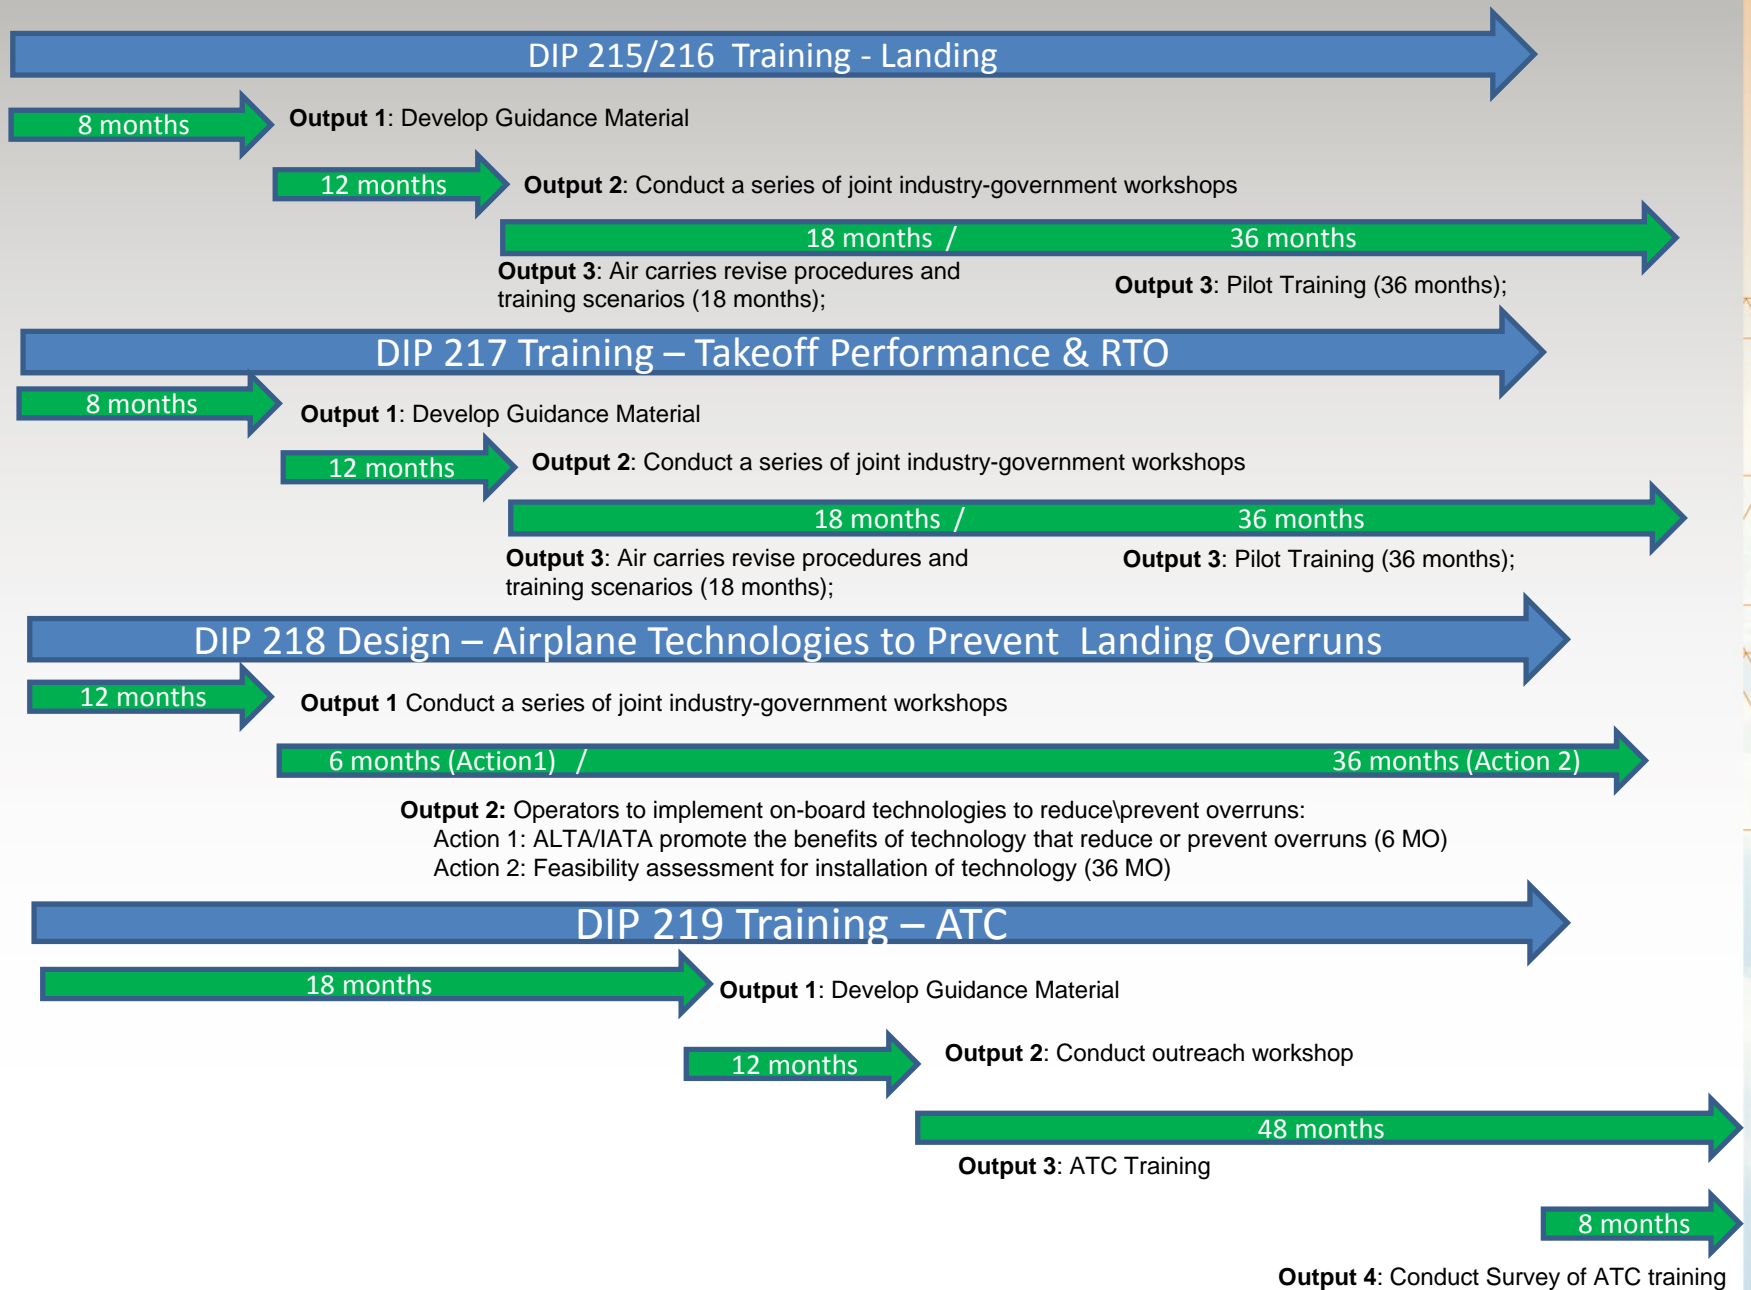 DIP 215/216 Training - Landing
8 months
Output 1: Develop Guidance Material
12 months
Output 2: Conduct a series of joint industry-government workshops
18 months / 36 months
Output 3: Air carries revise procedures and
training scenarios (18 months);
Output 3: Pilot Training (36 months);
DIP 217 Training – Takeoff Performance & RTO
8 months
Output 1: Develop Guidance Material
12 months
Output 2: Conduct a series of joint industry-government workshops
18 months / 36 months
Output 3: Air carries revise procedures and
training scenarios (18 months);
Output 3: Pilot Training (36 months);
DIP 218 Design – Airplane Technologies to Prevent Landing Overruns
12 months
Output 1 Conduct a series of joint industry-government workshops
6 months (Action1) / 36 months (Action 2)
Output 2: Operators to implement on-board technologies to reduce\prevent overruns:
Action 1: ALTA/IATA promote the benefits of technology that reduce or prevent overruns (6 MO)
Action 2: Feasibility assessment for installation of technology (36 MO)
DIP 219 Training – ATC
18 months
Output 1: Develop Guidance Material
12 months
Output 2: Conduct outreach workshop
48 months
Output 3: ATC Training
8 months
Output 4: Conduct Survey of ATC training